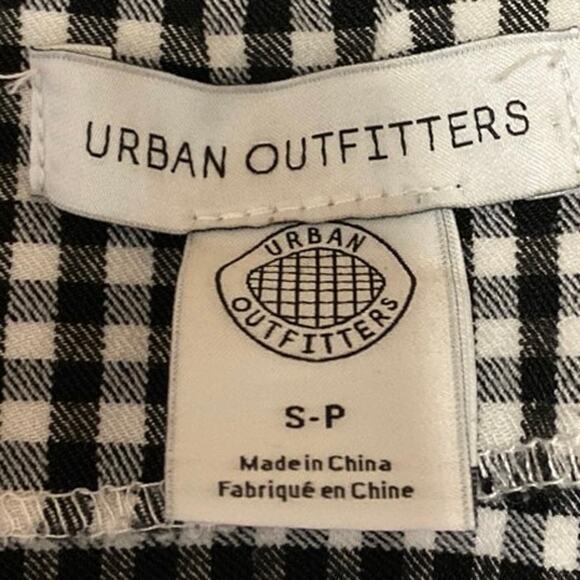 URBAN OUTFITTERS
URBAN
OUTFITTERS
S-P
Made in China
Fabriqué en Chine